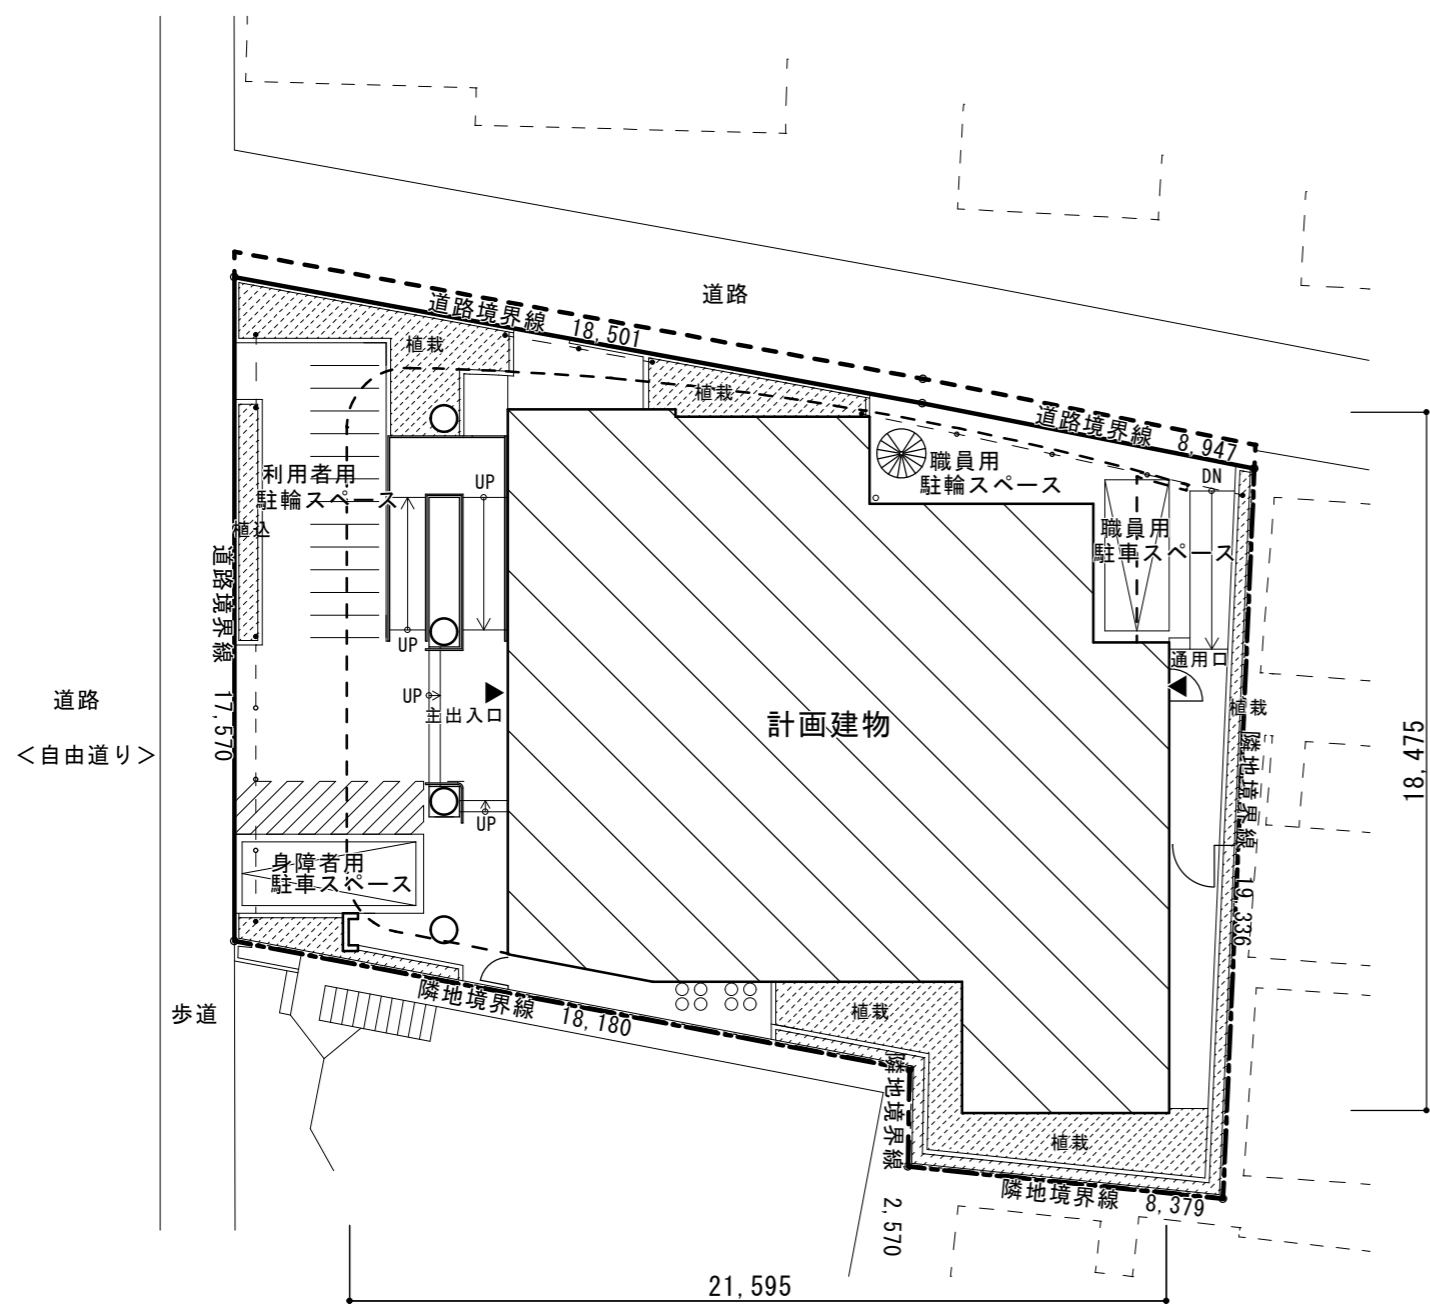 道路
道路境界線 18,501
植栽
植栽
道路境界線 8,947
DN
職員用
駐輪スペース
利用者用
駐輪スペース
UP
植込
職員用
駐車スペース
道路境界線 17,570
UP
通用口
UP
主出入口
計画建物
植栽
道路
<自由道り>
隣地境界線 19,336
18,475
UP
身障者用
駐車スペース
歩道
隣地境界線 18,180
植栽
隣地境界線 2,570
植栽
隣地境界線 8,379
21,595